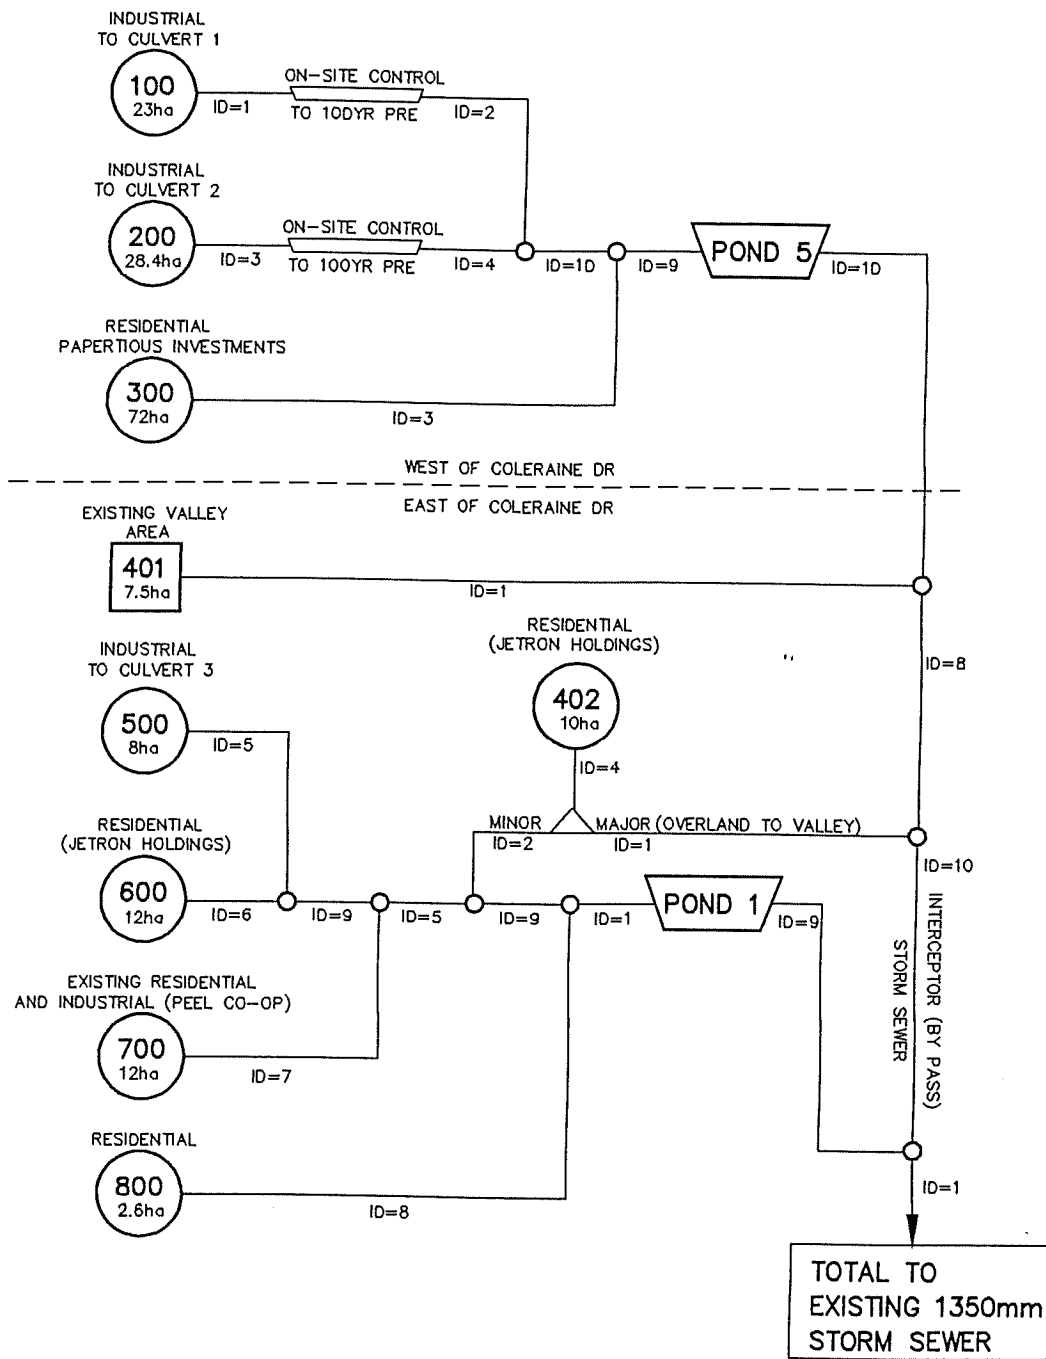 INDUSTRIAL
TO CULVERT 1
100
23ha
ID=1
ON-SITE CONTROL
TO 10DYR PRE
ID=2
INDUSTRIAL
TO CULVERT 2
200
28.4ha
ID=3
ON-SITE CONTROL
TO 100YR PRE
ID=4
ID=1D
ID=9
POND 5
ID=1D
RESIDENTIAL
PAPERTIOUS INVESTMENTS
300
72ha
ID=3
WEST OF COLERAINE DR
EAST OF COLERAINE DR
EXISTING VALLEY
AREA
401
7.5ha
ID=1
RESIDENTIAL
(JETRON HOLDINGS)
402
10ha
ID=4
ID=8
INDUSTRIAL
TO CULVERT 3
500
8ha
ID=5
MINOR
ID=2
MAJOR (OVERLAND TO VALLEY)
ID=1
ID=10
RESIDENTIAL
(JETRON HOLDINGS)
600
12ha
ID=6
ID=9
ID=5
ID=9
ID=1
POND 1
ID=9
INTERCEPTOR (BY PASS)
STORM SEWER
EXISTING RESIDENTIAL
AND INDUSTRIAL (PEEL CO-OP)
700
12ha
ID=7
RESIDENTIAL
800
2.6ha
ID=8
ID=1
TOTAL TO
EXISTING 1350mm
STORM SEWER